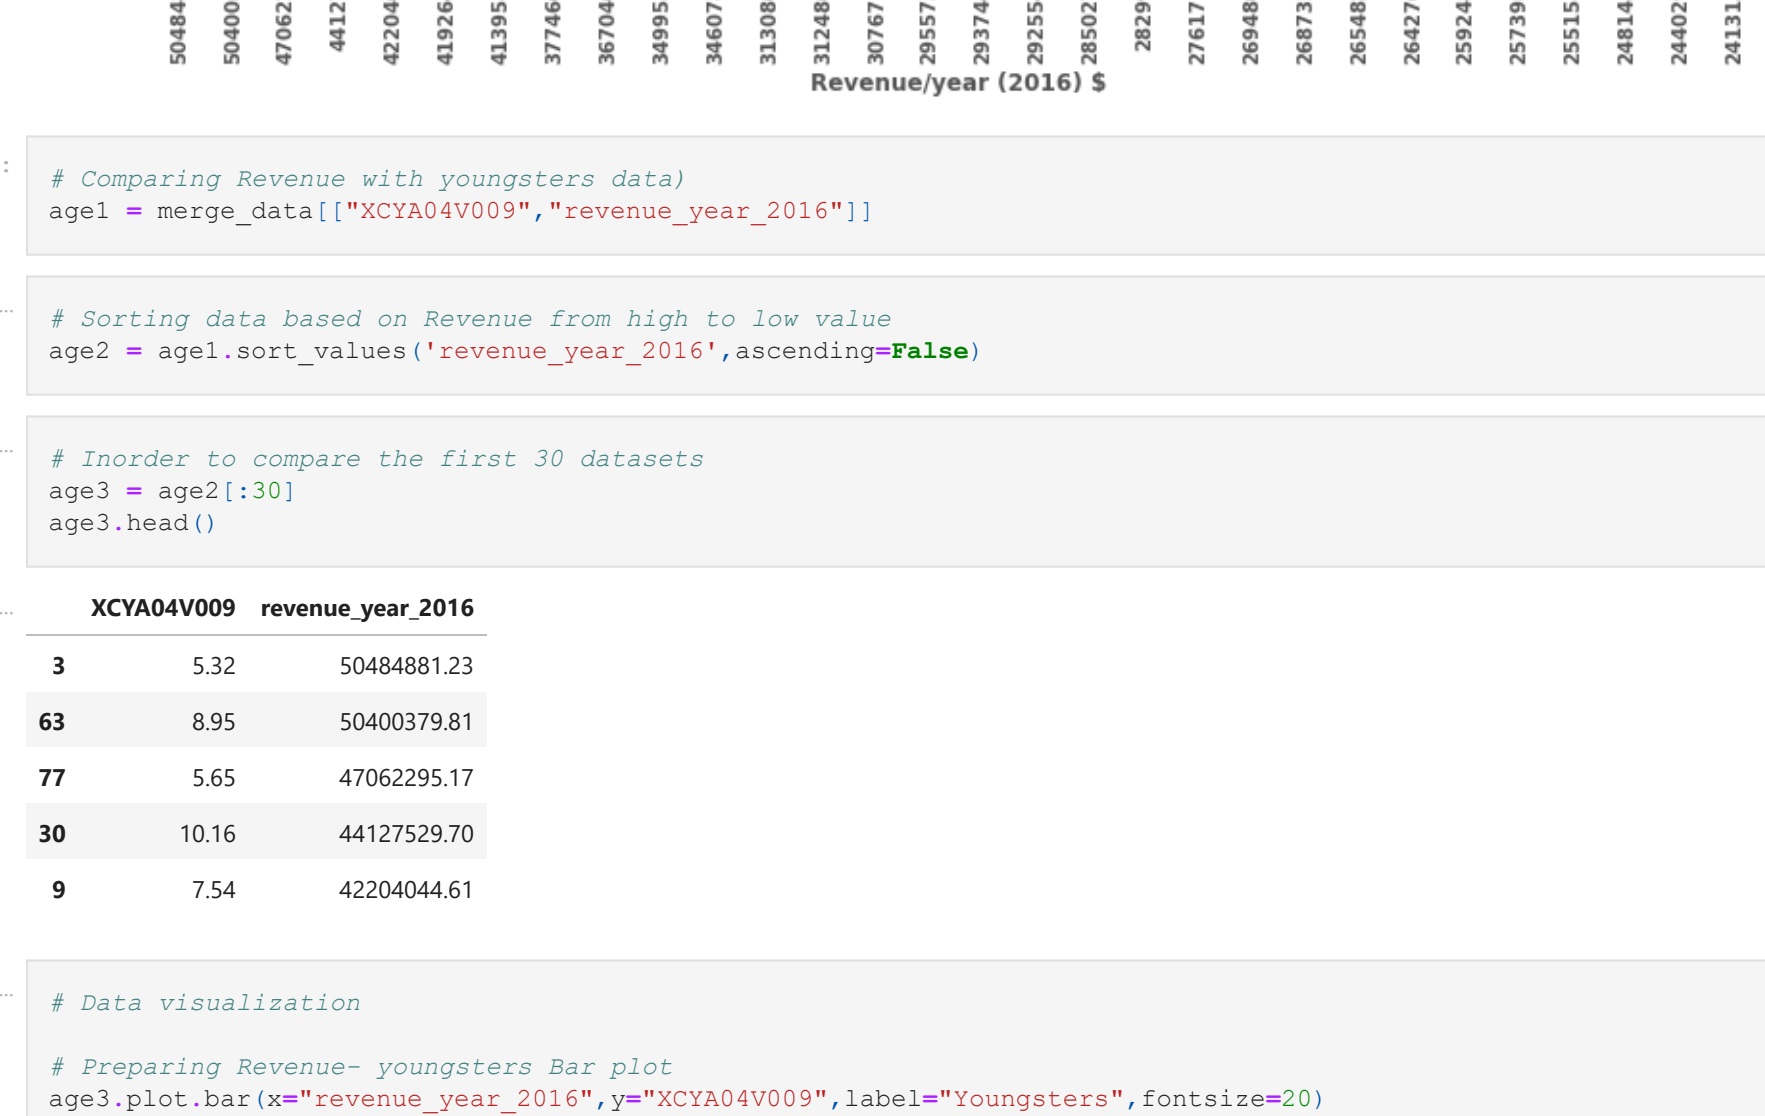 50484
50400
47062
4412
42204
41926
41395
37746
36704
34995
34607
31308
31248
30767
29557
29374
29255
28502
2829
27617
26948
26873
26548
26427
25924
25739
25515
24814
24402
24131
Revenue/year (2016) $
:
# Comparing Revenue with youngsters data)
age1 = merge_data[["XCYA04V009","revenue_year_2016"]]
...
# Sorting data based on Revenue from high to low value
age2 = age1.sort_values('revenue_year_2016',ascending=False)
...
# Inorder to compare the first 30 datasets
age3 = age2[:30]
age3.head()
...
XCYA04V009 revenue_year_2016
3 5.32 50484881.23
63 8.95 50400379.81
77 5.65 47062295.17
30 10.16 44127529.70
9 7.54 42204044.61
...
# Data visualization
# Preparing Revenue- youngsters Bar plot
age3.plot.bar(x="revenue_year_2016",y="XCYA04V009",label="Youngsters",fontsize=20)